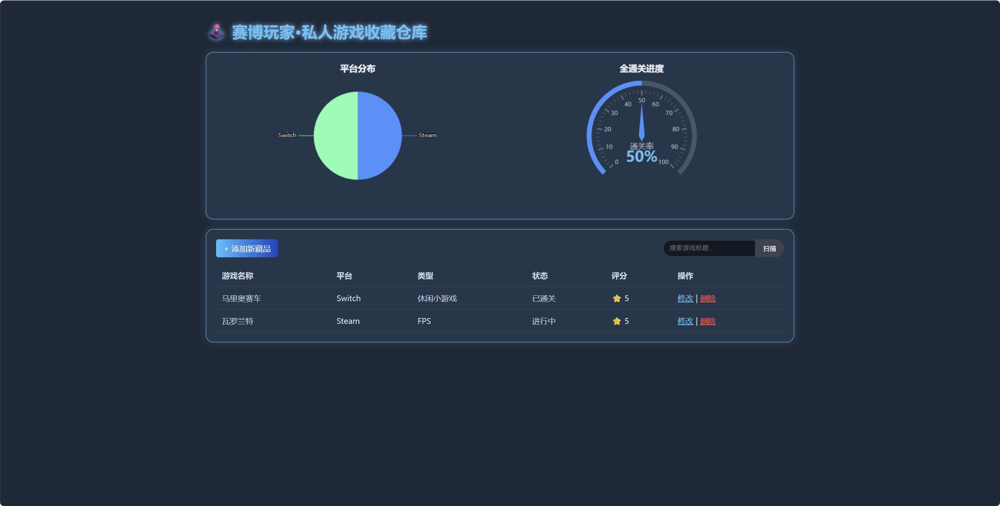 赛博玩家·私人游戏收藏仓库
平台分布
Switch
Steam
全通关进度
0
10
20
30
40
50
60
70
80
90
100
通关率
50%
+ 添加新藏品
搜索游戏标题...
扫描
游戏名称 平台 类型 状态 评分 操作
马里奥赛车 Switch 休闲小游戏 已通关 5 修改 | 删除
瓦罗兰特 Steam FPS 进行中 5 修改 | 删除